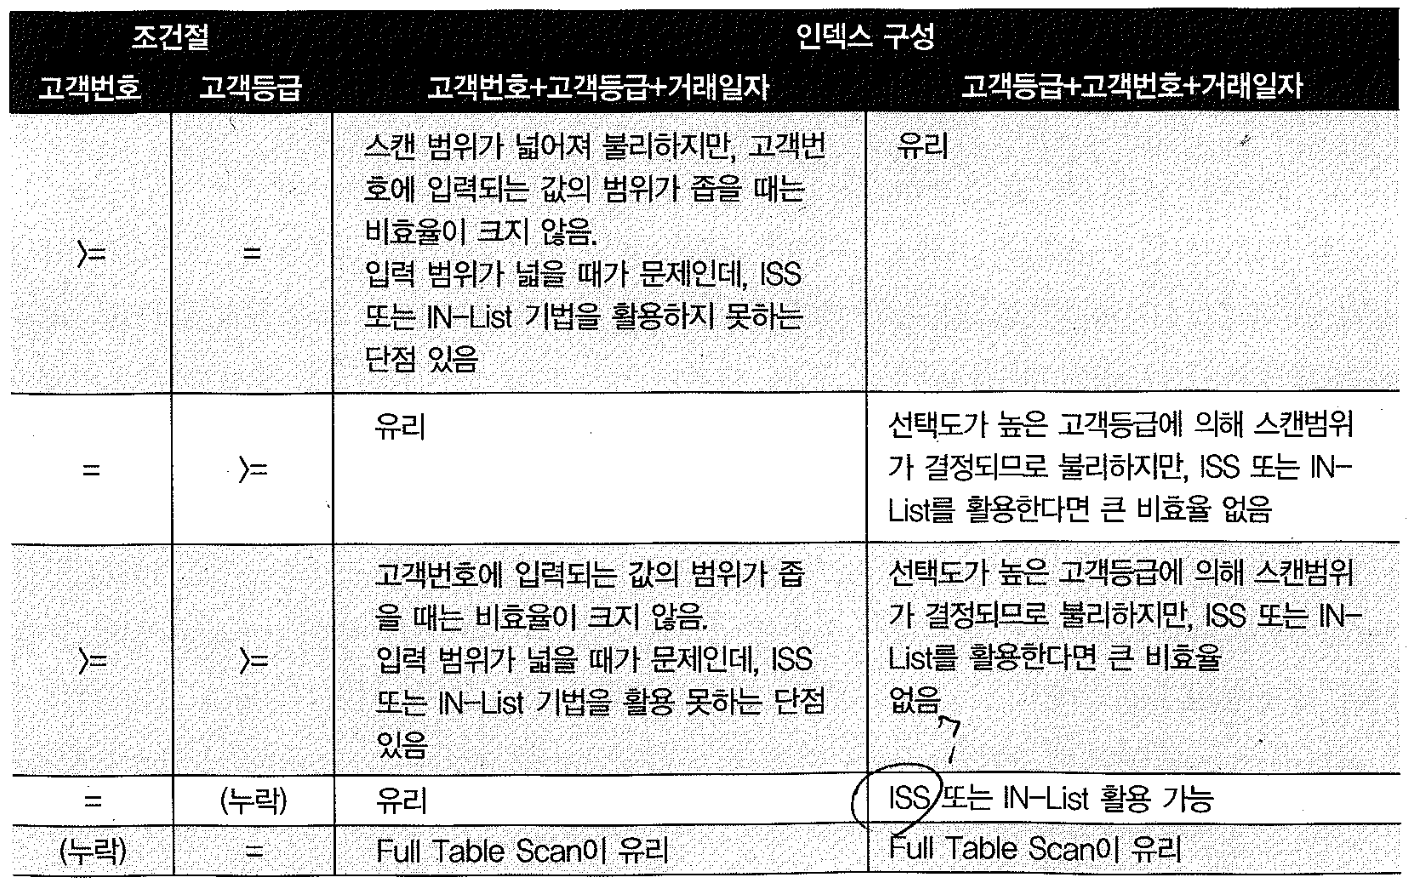 조건절 인덱스 구성
고객번호 고객등급 고객번호+고객등급+거래일자 고객등급+고객번호+거래일자
스캔 범위가 넓어져 불리하지만, 고객번 유리
호에 입력되는 값의 범위가 좁을 때는
비효율이 크지 않음.
>= =
입력 범위가 넓을 때가 문제인데, ISS
또는 IN-List 기법을 활용하지 못하는
단점 있음
유리 선택도가 높은 고객등급에 의해 스캔범위
= >= 가 결정되므로 불리하지만, ISS 또는 IN-
List를 활용한다면 큰 비효율 없음
고객번호에 입력되는 값의 범위가 좁 선택도가 높은 고객등급에 의해 스캔범위
을 때는 비효율이 크지 않음. 가 결정되므로 불리하지만, ISS 또는 IN-
>= >= 입력 범위가 넓을 때가 문제인데, ISS List를 활용한다면 큰 비효율
또는 IN-List 기법을 활용 못하는 단점 없음
있음
= (누락) 유리 ISS 또는 IN-List 활용 가능
(누락) = Full Table Scan이 유리 Full Table Scan이 유리